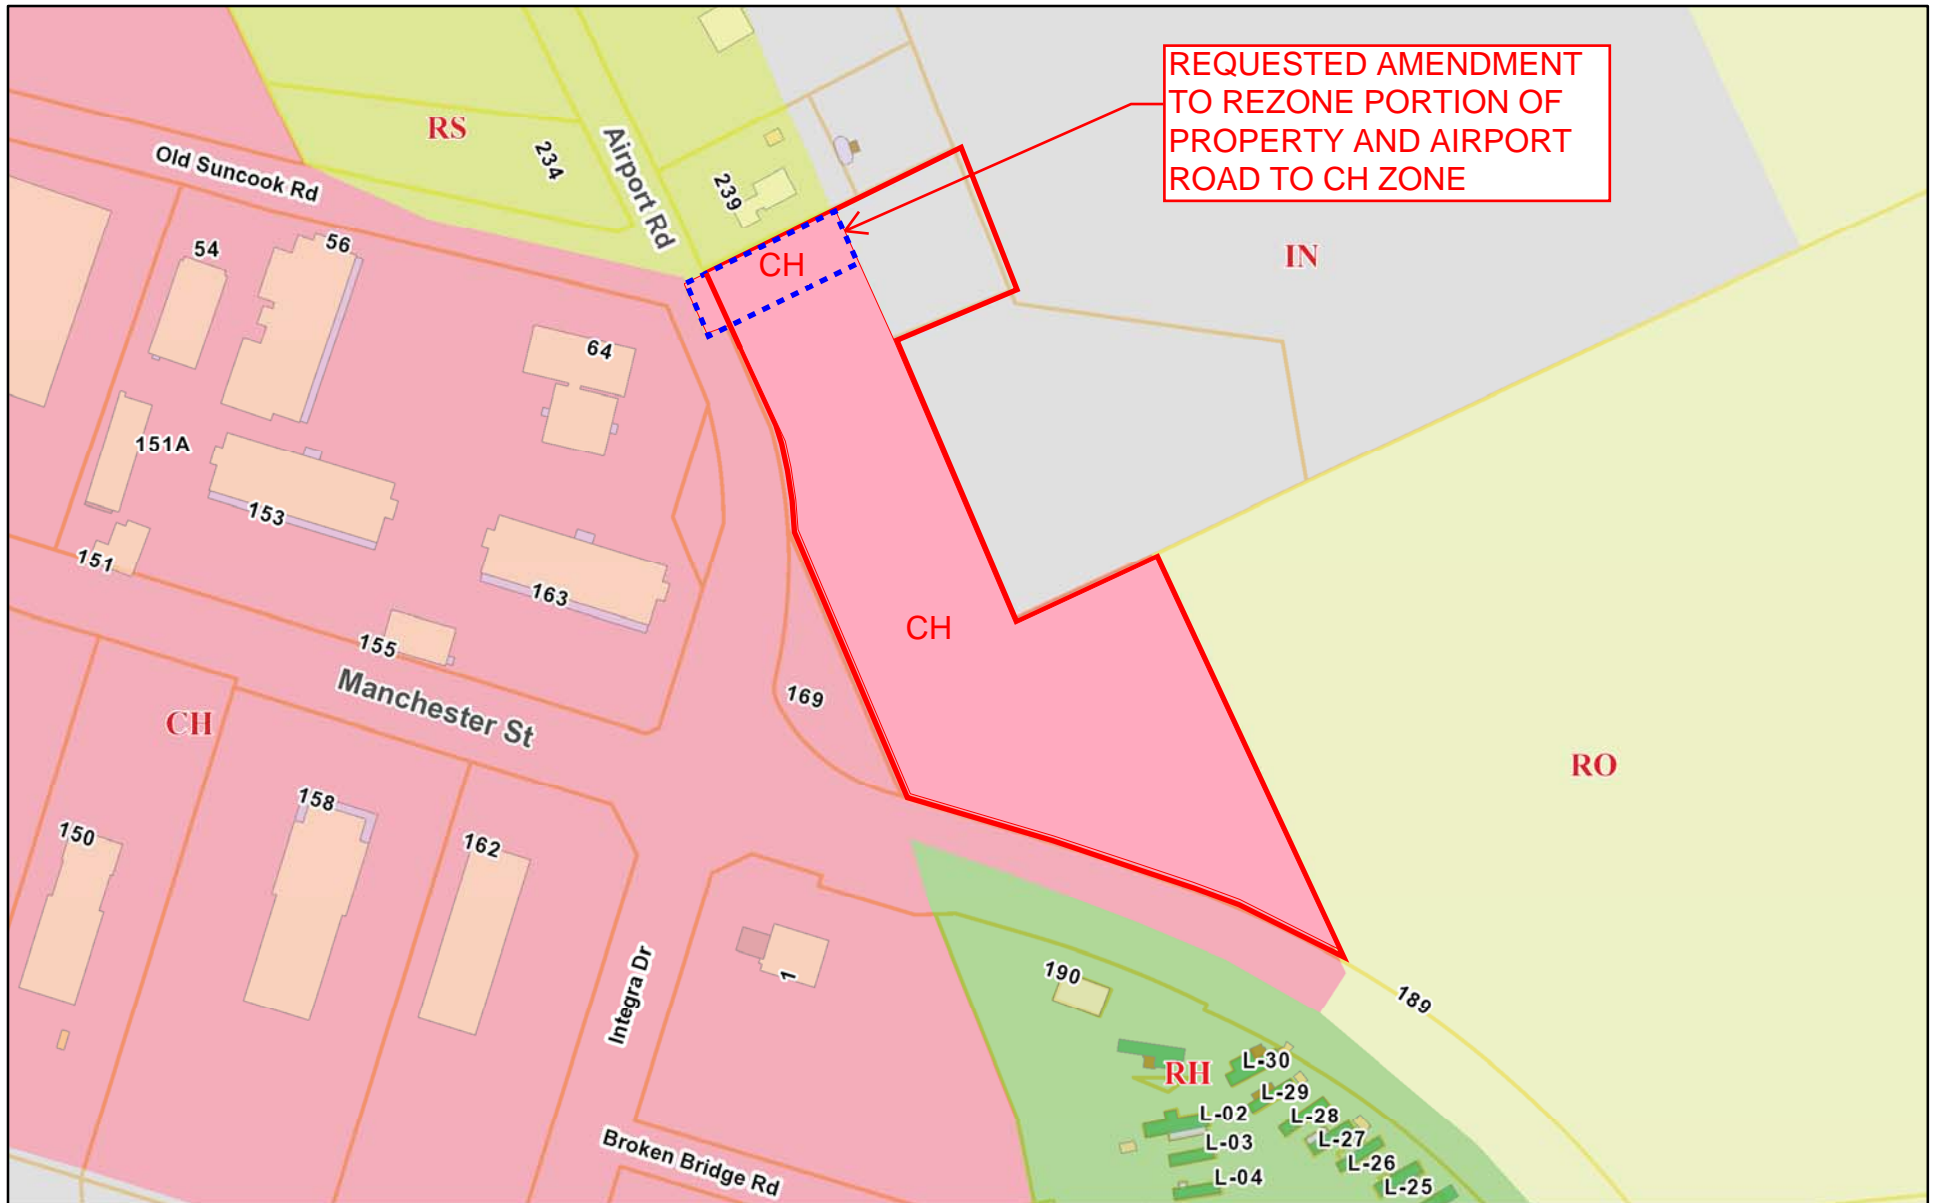 REQUESTED AMENDMENT
TO REZONE PORTION OF
PROPERTY AND AIRPORT
ROAD TO CH ZONE
RS
234
Airport Rd
239
Old Suncook Rd
54
56
CH
IN
64
151A
153
151
163
155
CH
169
Manchester St
CH
RO
158
150
162
Integra Dr
1
190
189
RH
L-30
L-29
L-02
L-28
L-03
L-27
L-26
L-04
L-25
Broken Bridge Rd